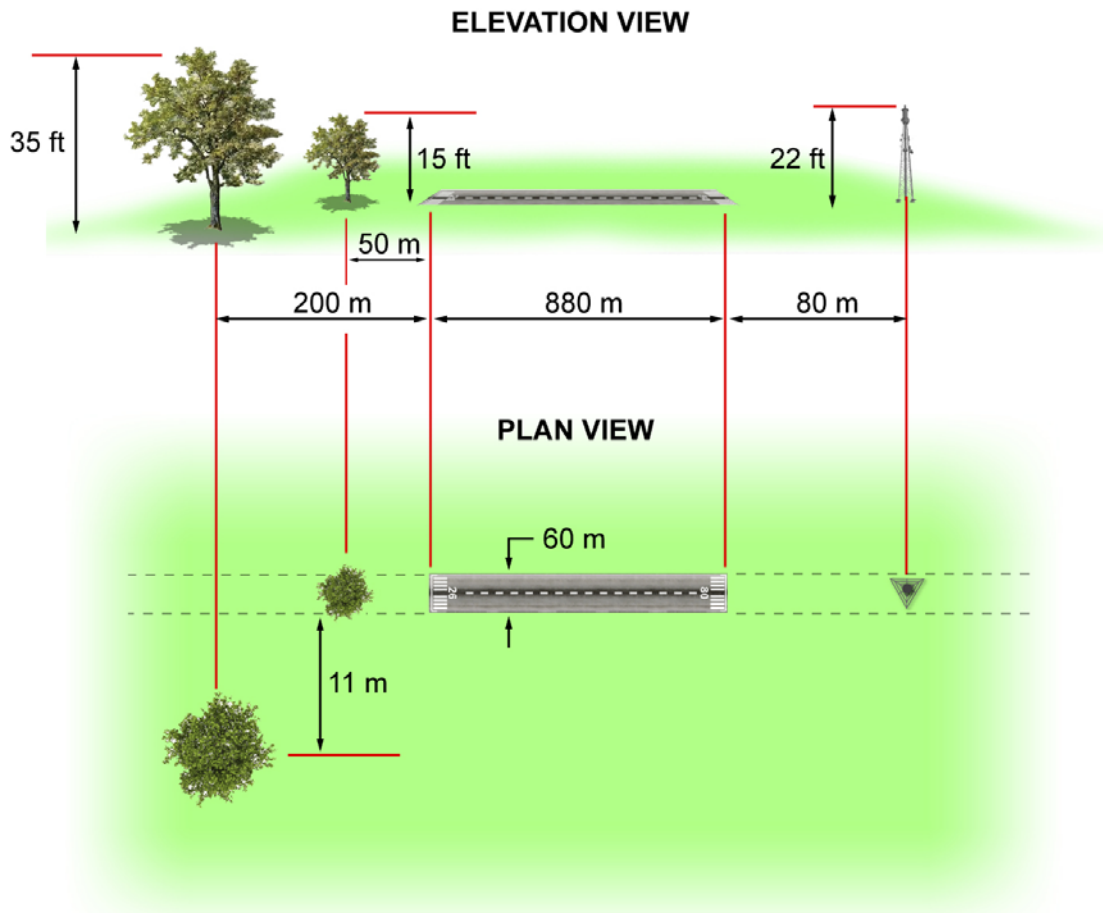 ELEVATION VIEW
35 ft
15 ft
22 ft
50 m
200 m
880 m
80 m
PLAN VIEW
60 m
26
08
11 m